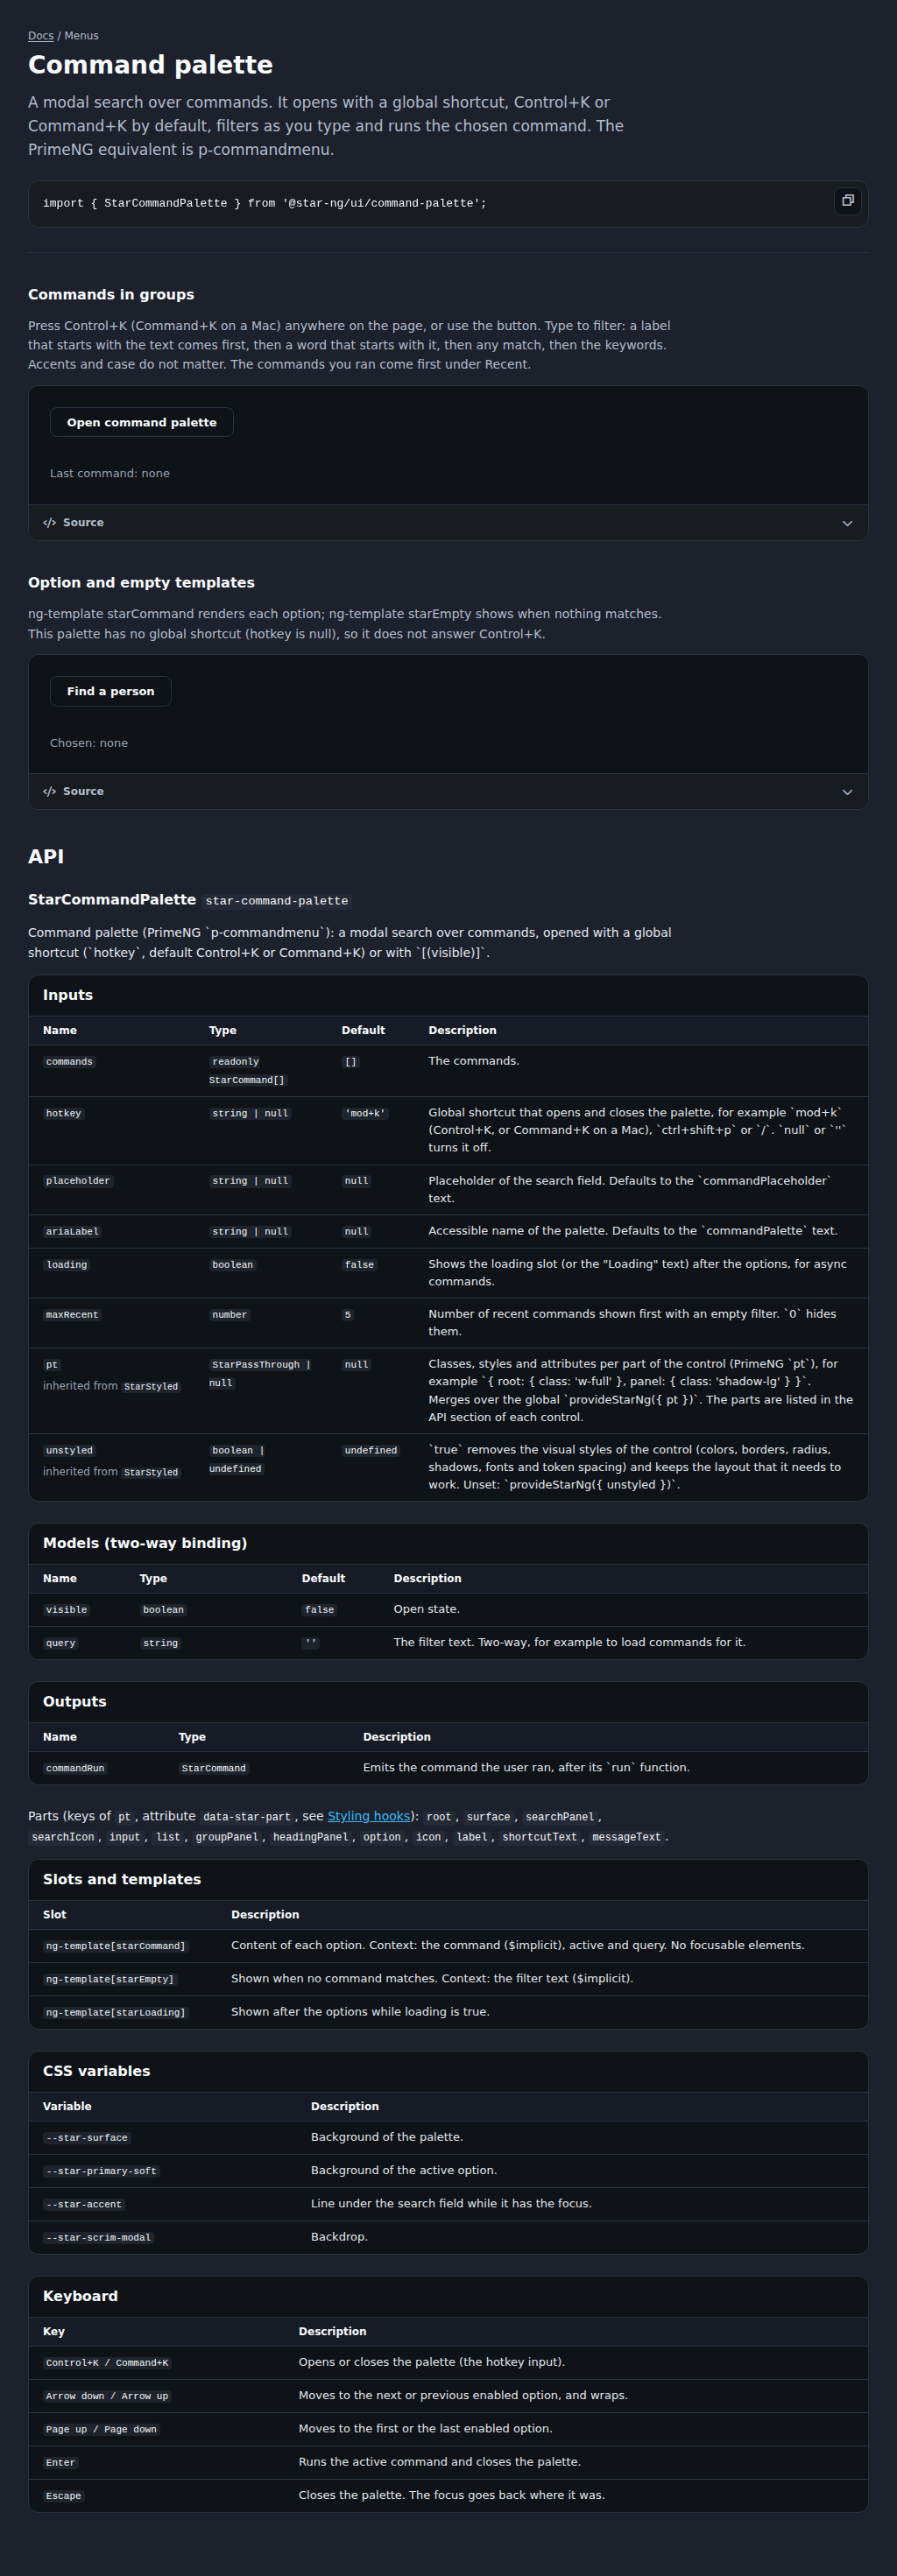 Docs / Menus
Command palette
A modal search over commands. It opens with a global shortcut, Control+K or
Command+K by default, filters as you type and runs the chosen command. The
PrimeNG equivalent is p-commandmenu.
import { StarCommandPalette } from '@star-ng/ui/command-palette';
Commands in groups
Press Control+K (Command+K on a Mac) anywhere on the page, or use the button. Type to filter: a label
that starts with the text comes first, then a word that starts with it, then any match, then the keywords.
Accents and case do not matter. The commands you ran come first under Recent.
Open command palette
Last command: none
Source
Option and empty templates
ng-template starCommand renders each option; ng-template starEmpty shows when nothing matches.
This palette has no global shortcut (hotkey is null), so it does not answer Control+K.
Find a person
Chosen: none
Source
API
StarCommandPalette star-command-palette
Command palette (PrimeNG `p-commandmenu`): a modal search over commands, opened with a global
shortcut (`hotkey`, default Control+K or Command+K) or with `[(visible)]`.
Inputs
Name Type Default Description
commands readonly [] The commands.
StarCommand[]
hotkey string | null 'mod+k' Global shortcut that opens and closes the palette, for example `mod+k`
(Control+K, or Command+K on a Mac), `ctrl+shift+p` or `/`. `null` or `''`
turns it off.
placeholder string | null null Placeholder of the search field. Defaults to the `commandPlaceholder`
text.
ariaLabel string | null null Accessible name of the palette. Defaults to the `commandPalette` text.
loading boolean false Shows the loading slot (or the "Loading" text) after the options, for async
commands.
maxRecent number 5 Number of recent commands shown first with an empty filter. `0` hides
them.
pt StarPassThrough | null Classes, styles and attributes per part of the control (PrimeNG `pt`), for
inherited from StarStyled null example `{ root: { class: 'w-full' }, panel: { class: 'shadow-lg' } }`.
Merges over the global `provideStarNg({ pt })`. The parts are listed in the
API section of each control.
unstyled boolean | undefined `true` removes the visual styles of the control (colors, borders, radius,
inherited from StarStyled undefined shadows, fonts and token spacing) and keeps the layout that it needs to
work. Unset: `provideStarNg({ unstyled })`.
Models (two-way binding)
Name Type Default Description
visible boolean false Open state.
query string '' The filter text. Two-way, for example to load commands for it.
Outputs
Name Type Description
commandRun StarCommand Emits the command the user ran, after its `run` function.
Parts (keys of pt, attribute data-star-part, see Styling hooks): root, surface, searchPanel,
searchIcon, input, list, groupPanel, headingPanel, option, icon, label, shortcutText, messageText.
Slots and templates
Slot Description
ng-template[starCommand] Content of each option. Context: the command ($implicit), active and query. No focusable elements.
ng-template[starEmpty] Shown when no command matches. Context: the filter text ($implicit).
ng-template[starLoading] Shown after the options while loading is true.
CSS variables
Variable Description
--star-surface Background of the palette.
--star-primary-soft Background of the active option.
--star-accent Line under the search field while it has the focus.
--star-scrim-modal Backdrop.
Keyboard
Key Description
Control+K / Command+K Opens or closes the palette (the hotkey input).
Arrow down / Arrow up Moves to the next or previous enabled option, and wraps.
Page up / Page down Moves to the first or the last enabled option.
Enter Runs the active command and closes the palette.
Escape Closes the palette. The focus goes back where it was.